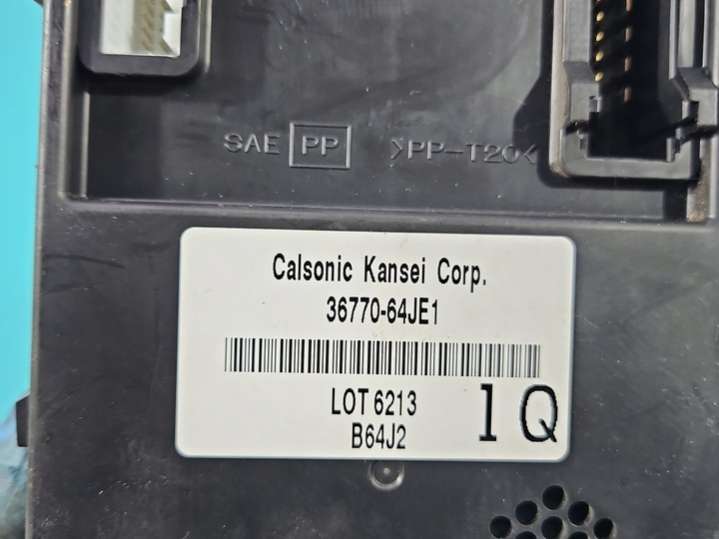 SAE PP >PP-T20<
Calsonic Kansei Corp.
36770-64JE1
LOT 6213
B64J2
1Q